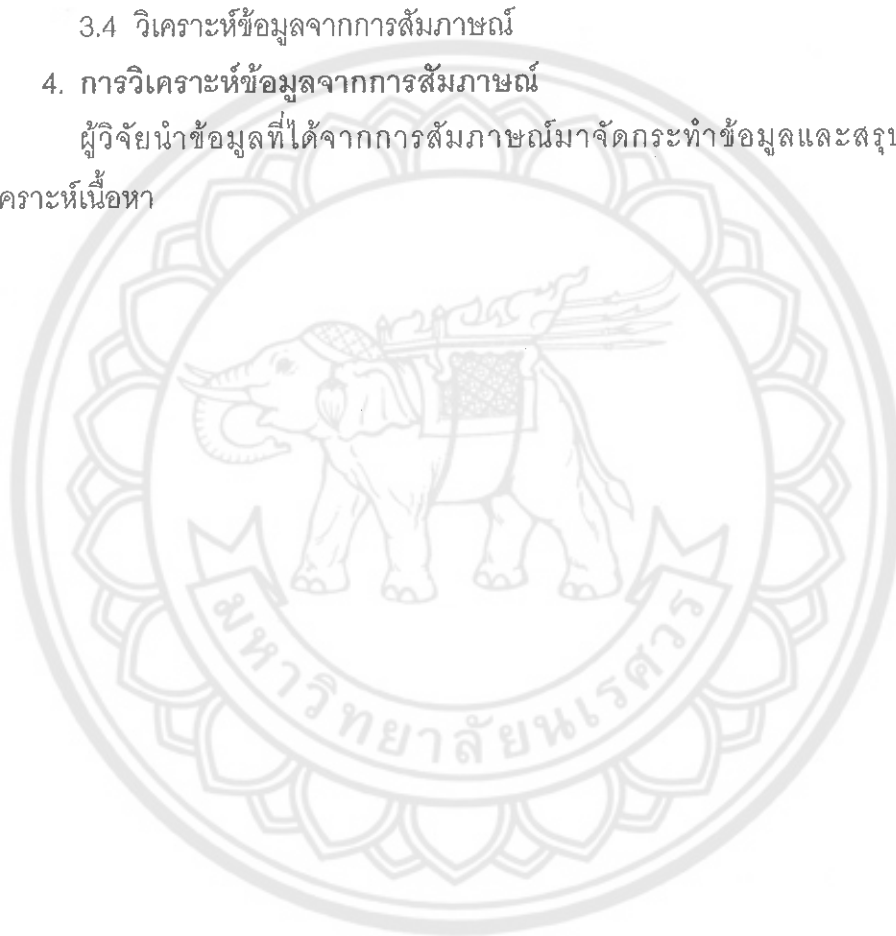 3.4 วิเคราะห์ข้อมูลจากการสัมภาษณ์
4. การวิเคราะห์ข้อมูลจากการสัมภาษณ์
ผู้วิจัยนำข้อมูลที่ได้จากการสัมภาษณ์มาจัดกระทำข้อมูลและสรุป
คราะห์เนื้อหา
มหาวิทยาลัยนเรศวร